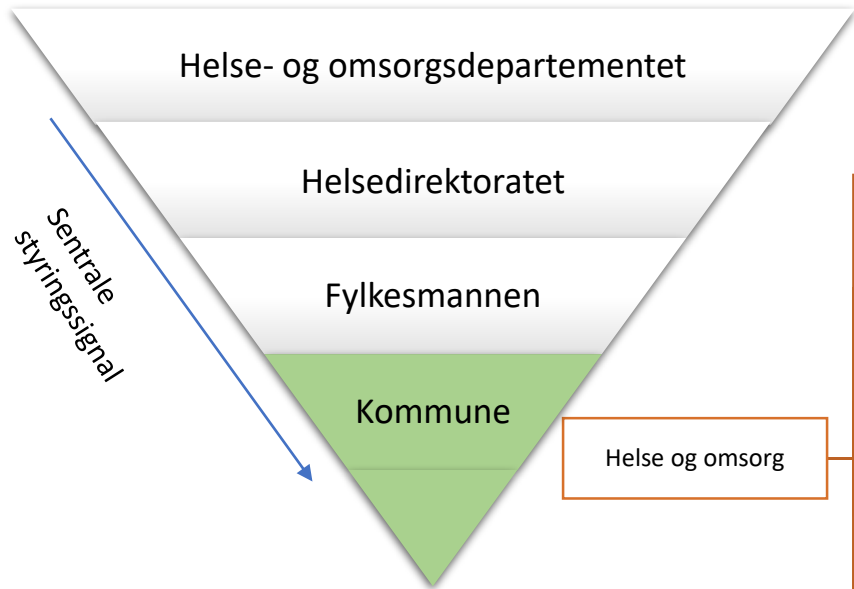 Helse- og omsorgsdepartementet
Helsedirektoratet
Fylkesmannen
Kommune
Sentrale
styringssignal
Helse og omsorg